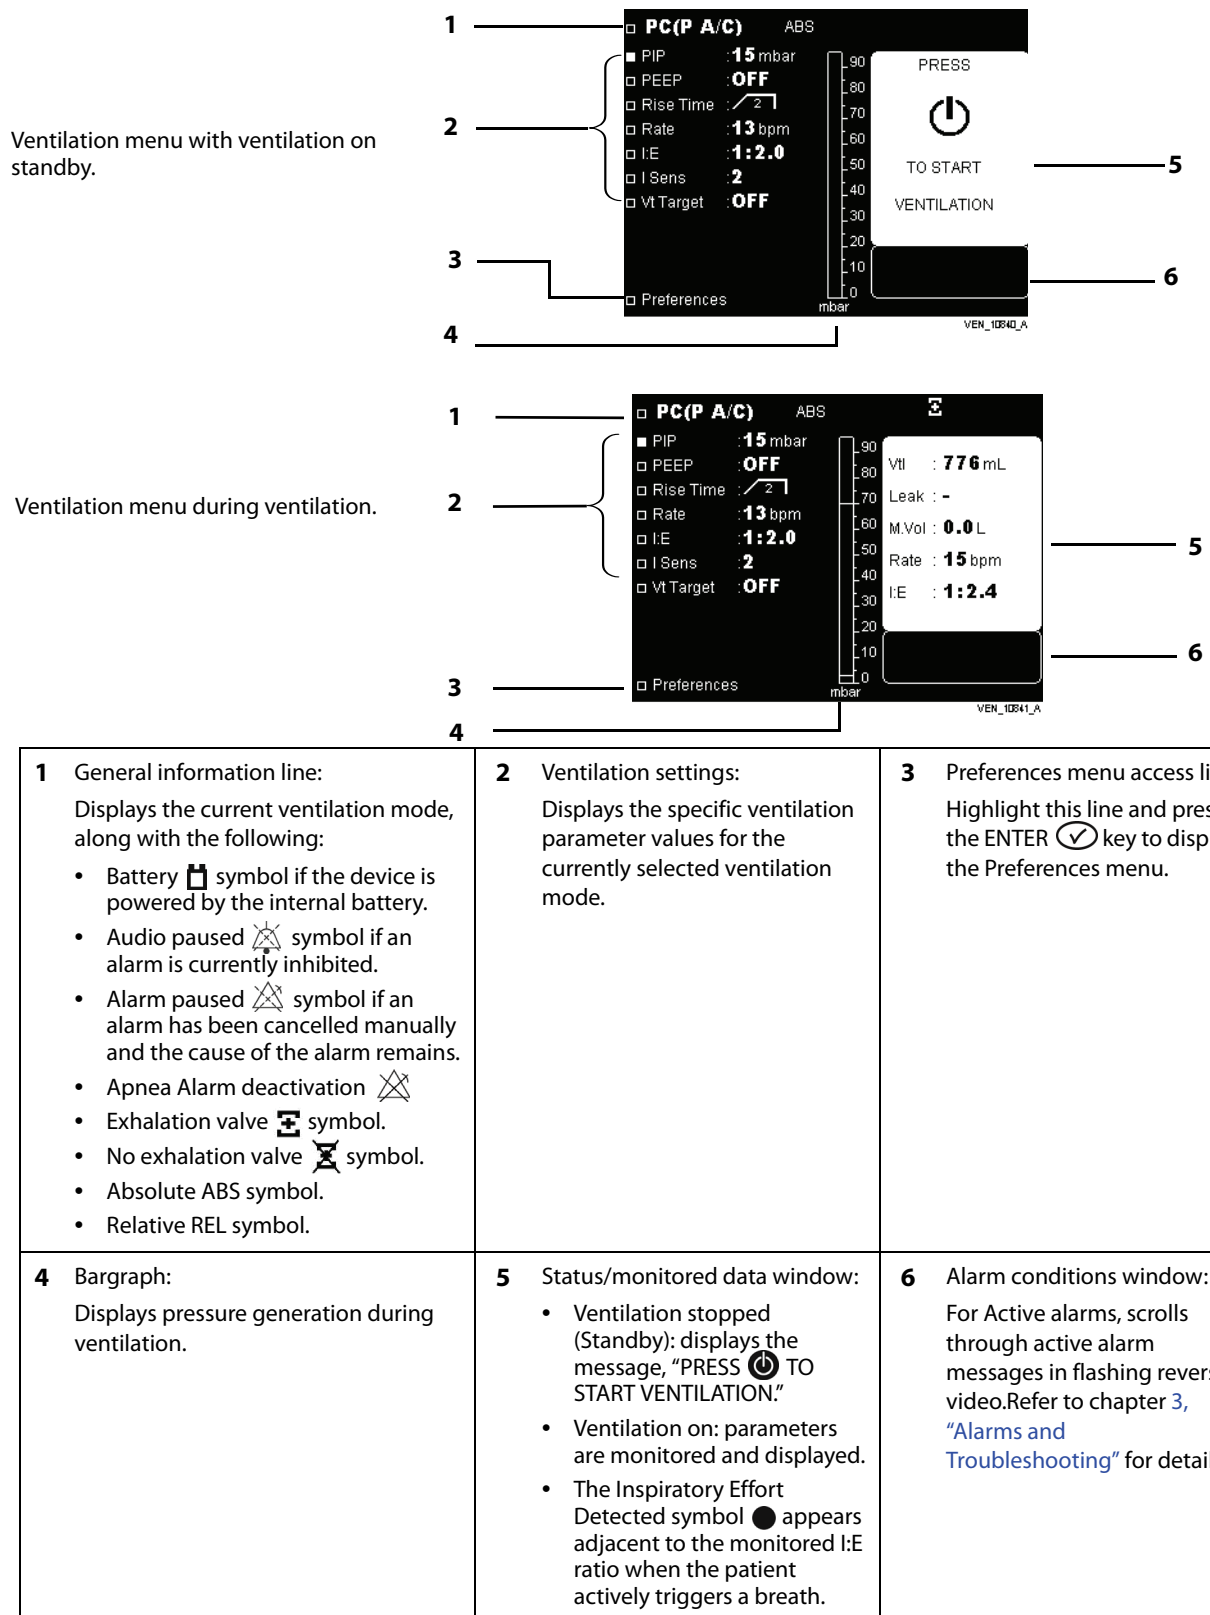 1
□ PC(P A/C) ABS
PIP :15 mbar
PEEP :OFF
Rise Time : 2
Rate :13 bpm
I:E :1:2.0
I Sens :2
Vt Target :OFF
2
Ventilation menu with ventilation on
standby.
90
80
70
60
50
40
30
20
10
0
mbar
PRESS
TO START
VENTILATION
5
6
3
Preferences
4
VEN_10840_A
1
PC(P A/C) ABS
PIP :15 mbar
PEEP :OFF
Rise Time : 2
Rate :13 bpm
I:E :1:2.0
I Sens :2
Vt Target :OFF
2
Ventilation menu during ventilation.
90
80
70
60
50
40
30
20
10
0
mbar
VtI : 776 mL
Leak : -
M.Vol : 0.0 L
Rate : 15 bpm
I:E : 1:2.4
5
6
3
Preferences
4
VEN_10841_A
1 General information line:
Displays the current ventilation mode,
along with the following:
• Battery symbol if the device is
powered by the internal battery.
• Audio paused symbol if an
alarm is currently inhibited.
• Alarm paused symbol if an
alarm has been cancelled manually
and the cause of the alarm remains.
• Apnea Alarm deactivation
• Exhalation valve symbol.
• No exhalation valve symbol.
• Absolute ABS symbol.
• Relative REL symbol.
2 Ventilation settings:
Displays the specific ventilation
parameter values for the
currently selected ventilation
mode.
3 Preferences menu access li
Highlight this line and pres
the ENTER key to disp
the Preferences menu.
4 Bargraph:
Displays pressure generation during
ventilation.
5 Status/monitored data window:
• Ventilation stopped
(Standby): displays the
message, “PRESS TO
START VENTILATION.”
• Ventilation on: parameters
are monitored and displayed.
• The Inspiratory Effort
Detected symbol appears
adjacent to the monitored I:E
ratio when the patient
actively triggers a breath.
6 Alarm conditions window:
For Active alarms, scrolls
through active alarm
messages in flashing rever
video.Refer to chapter 3,
“Alarms and
Troubleshooting” for detail